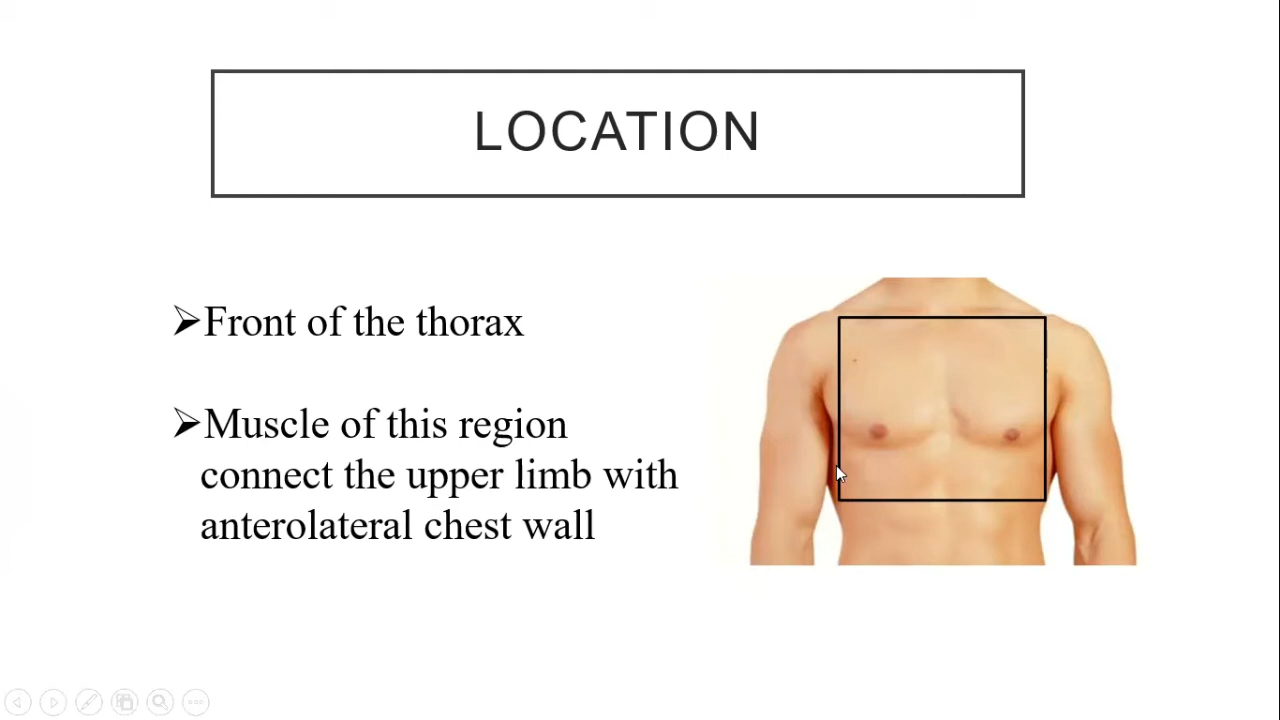 LOCATION
➢Front of the thorax
➢Muscle of this region
connect the upper limb with
anterolateral chest wall